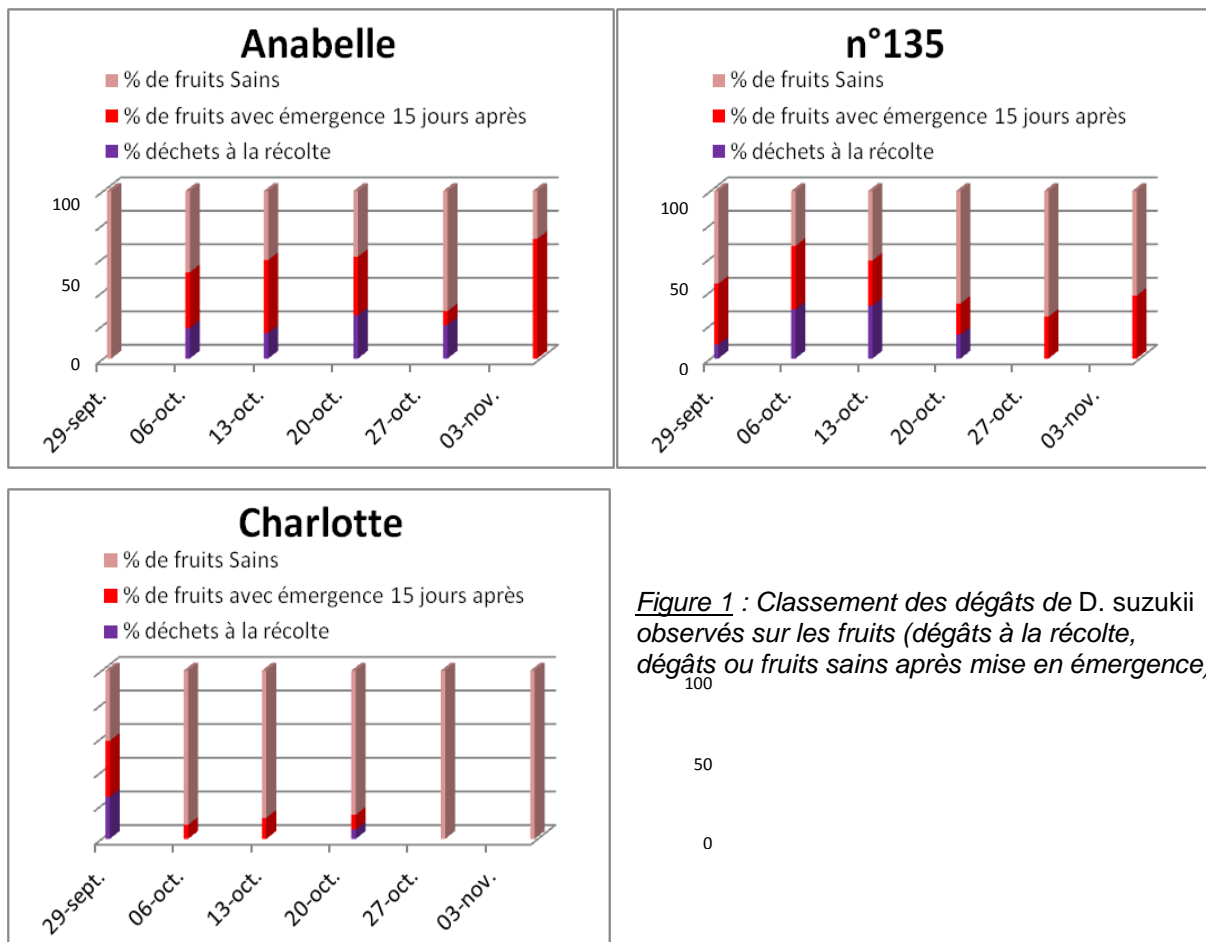 Anabelle
% de fruits Sains
% de fruits avec émergence 15 jours après
% déchets à la récolte
100
50
0
29-sept.
06-oct.
13-oct.
20-oct.
27-oct.
03-nov.
n°135
% de fruits Sains
% de fruits avec émergence 15 jours après
% déchets à la récolte
100
50
0
29-sept.
06-oct.
13-oct.
20-oct.
27-oct.
03-nov.
Charlotte
% de fruits Sains
% de fruits avec émergence 15 jours après
% déchets à la récolte
29-sept.
06-oct.
13-oct.
20-oct.
27-oct.
03-nov.
Figure 1 : Classement des dégâts de D. suzukii
observés sur les fruits (dégâts à la récolte,
dégâts ou fruits sains après mise en émergence)
100
50
0